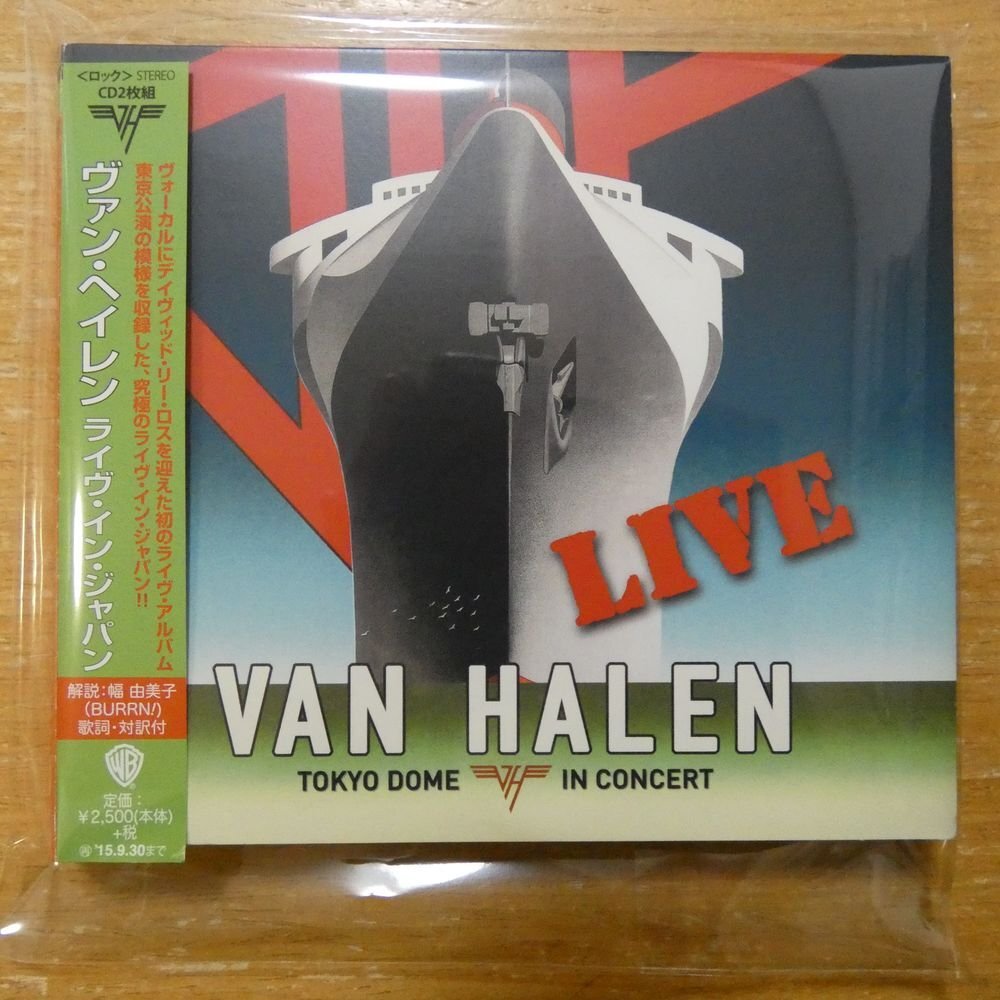 <ロック> STEREO
CD2枚組
VH
ヴォーカルにデイヴィッド・リー・ロスを迎えた初のライヴ・アルバム
東京公演の模様を収録した、究極のライヴ・イン・ジャパン!!
ヴァン・ヘイレン ライヴ・イン・ジャパン
解説:幅 由美子
(BURRN!)
歌詞・対訳付
WB
定価:
¥2,500(本体)
+税
㋐'15.9.30まで
LIVE
VAN HALEN
TOKYO DOME VH IN CONCERT